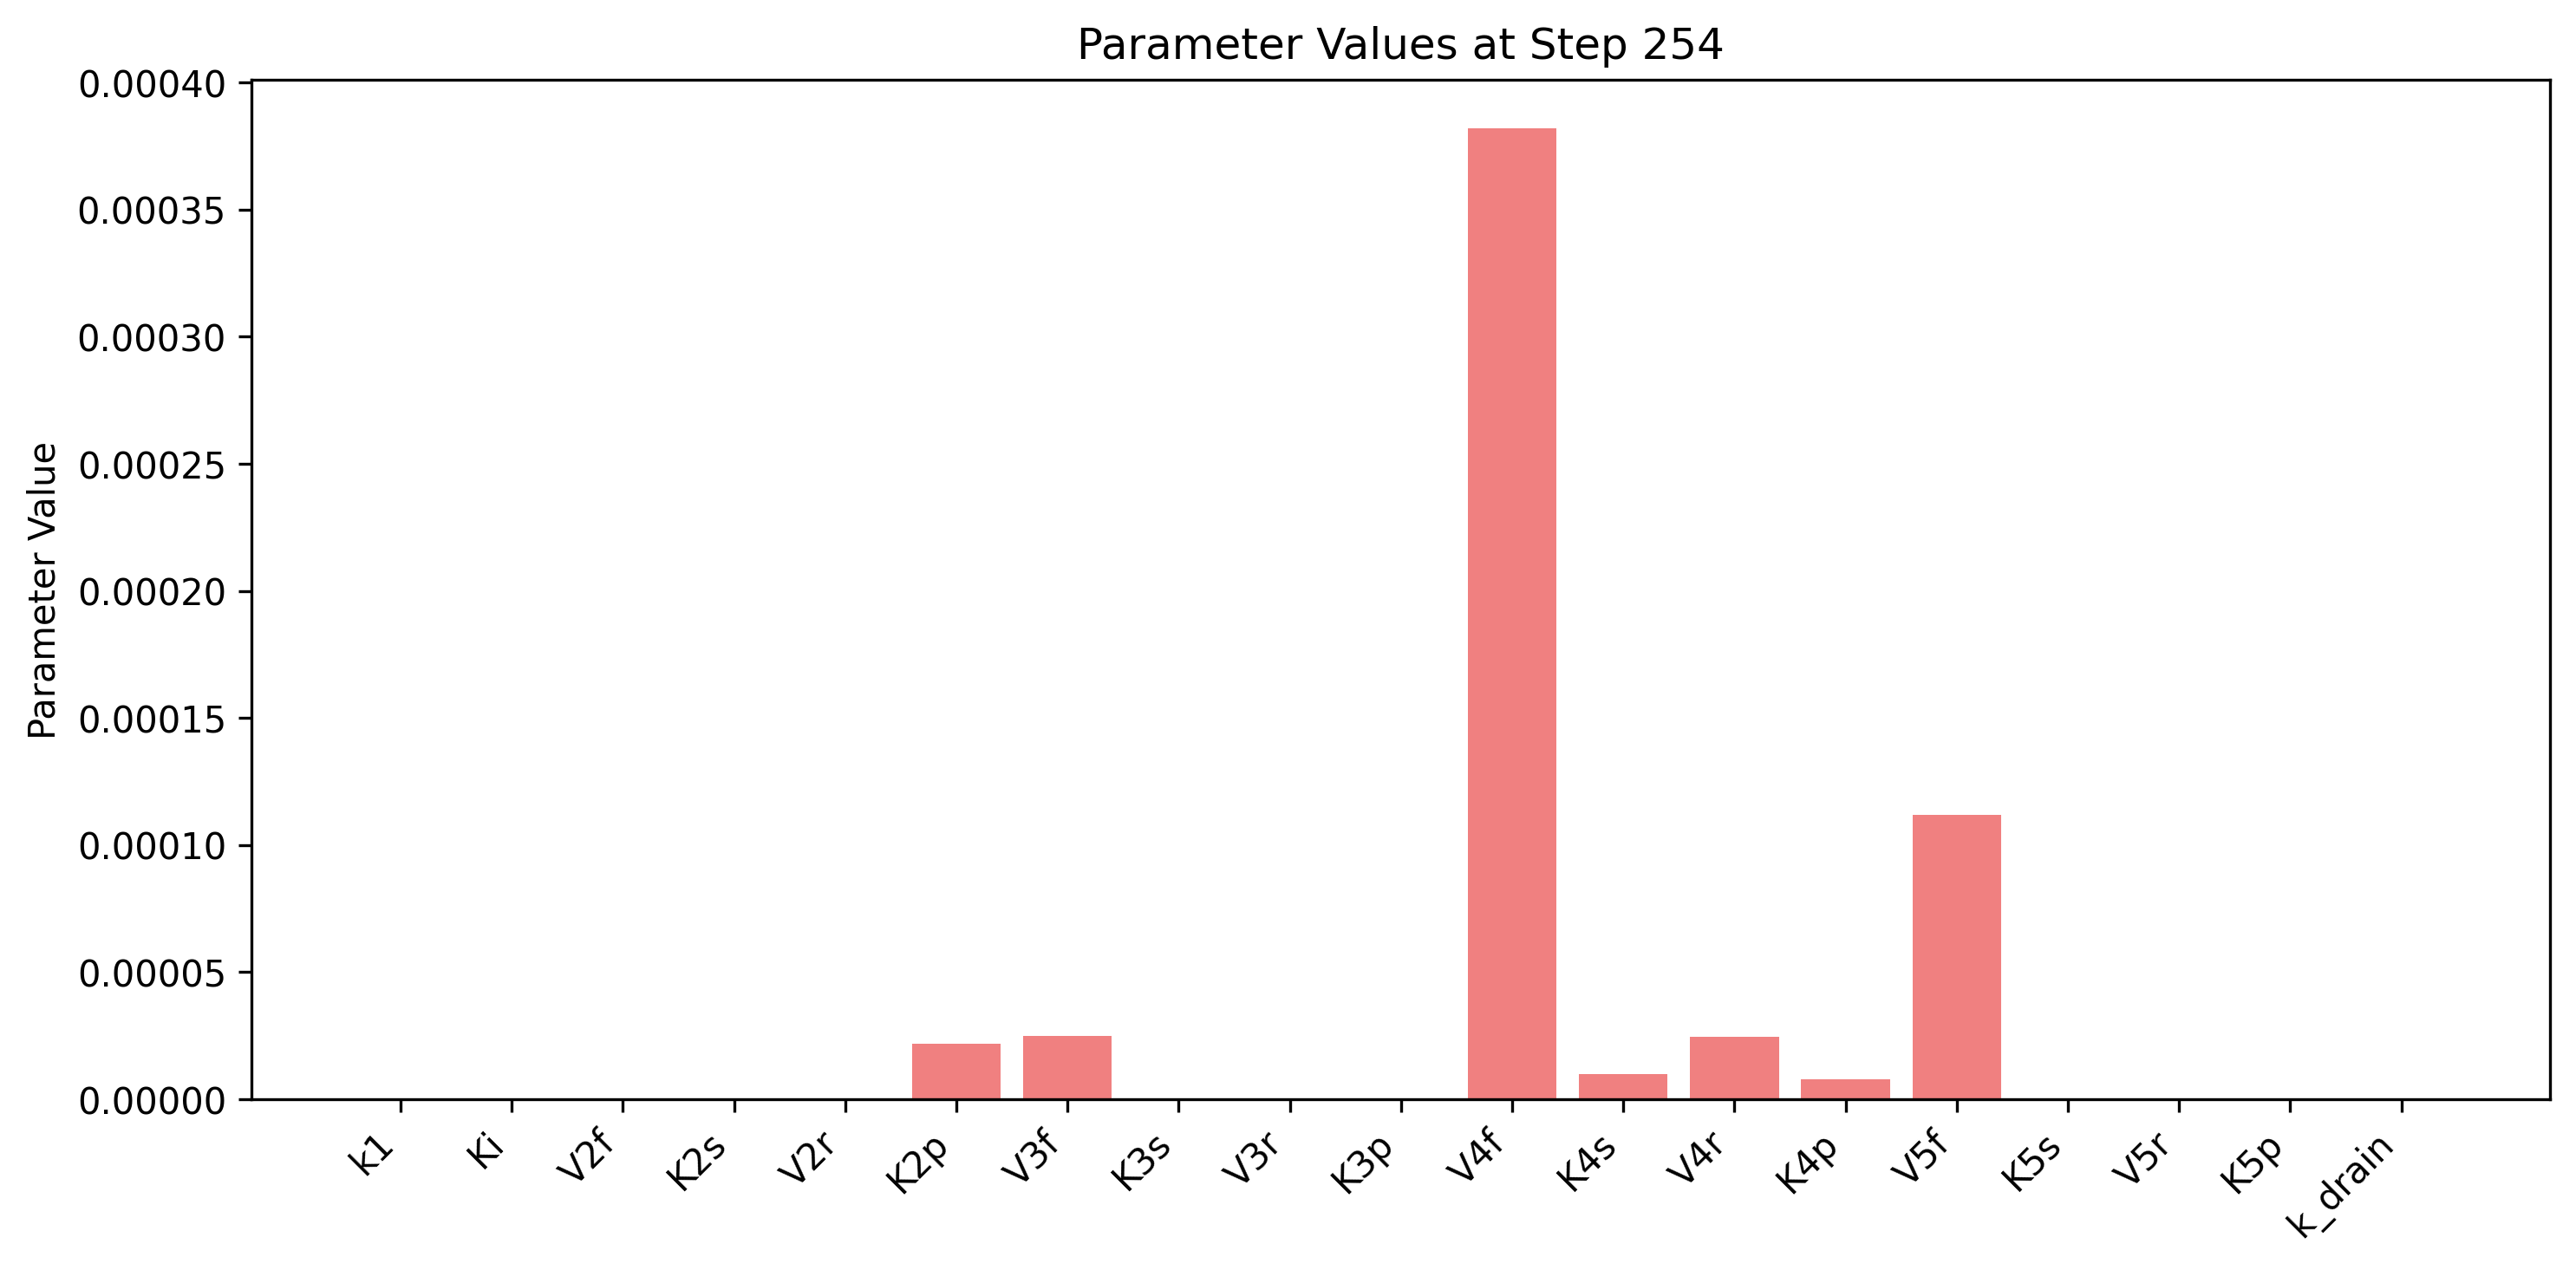 Parameter Values at Step 254
Parameter Value
0.00040
0.00035
0.00030
0.00025
0.00020
0.00015
0.00010
0.00005
0.00000
k1
Ki
V2f
K2s
V2r
K2p
V3f
K3s
V3r
K3p
V4f
K4s
V4r
K4p
V5f
K5s
V5r
K5p
k_drain